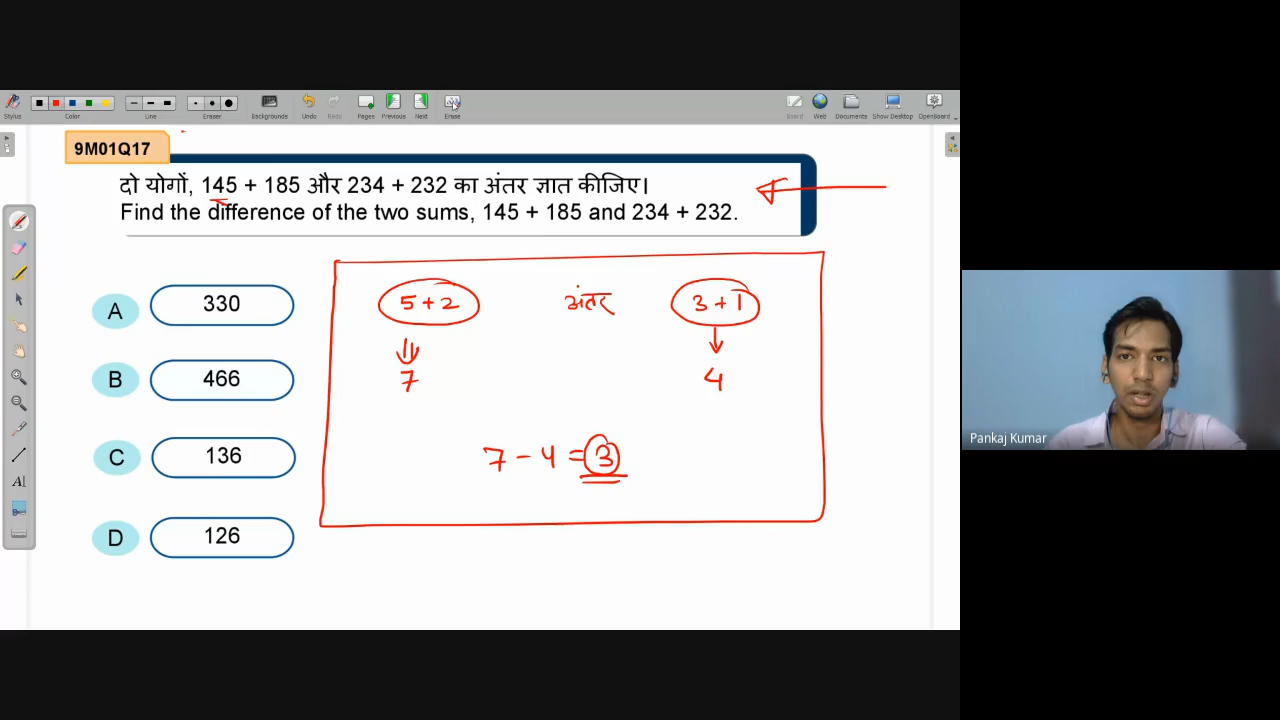 Stylus
Color
Line
Eraser
Backgrounds
Undo
Redo
Pages
Previous
Next
Erase
Board
Web
Documents
Show Desktop
OpenBoard
9M01Q17
दो योगों, 145 + 185 और 234 + 232 का अंतर ज्ञात कीजिए।
Find the difference of the two sums, 145 + 185 and 234 + 232.
A 330
B 466
C 136
D 126
5+2 अंतर 3+1
7 4
7-4=3
Pankaj Kumar